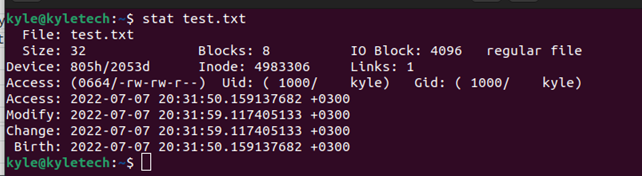 kyle@kyletech:~$ stat test.txt
  File: test.txt
  Size: 32              Blocks: 8          IO Block: 4096   regular file
Device: 805h/2053d      Inode: 4983306     Links: 1
Access: (0664/-rw-rw-r--)  Uid: ( 1000/    kyle)   Gid: ( 1000/    kyle)
Access: 2022-07-07 20:31:50.159137682 +0300
Modify: 2022-07-07 20:31:59.117405133 +0300
Change: 2022-07-07 20:31:59.117405133 +0300
 Birth: 2022-07-07 20:31:50.159137682 +0300
kyle@kyletech:~$